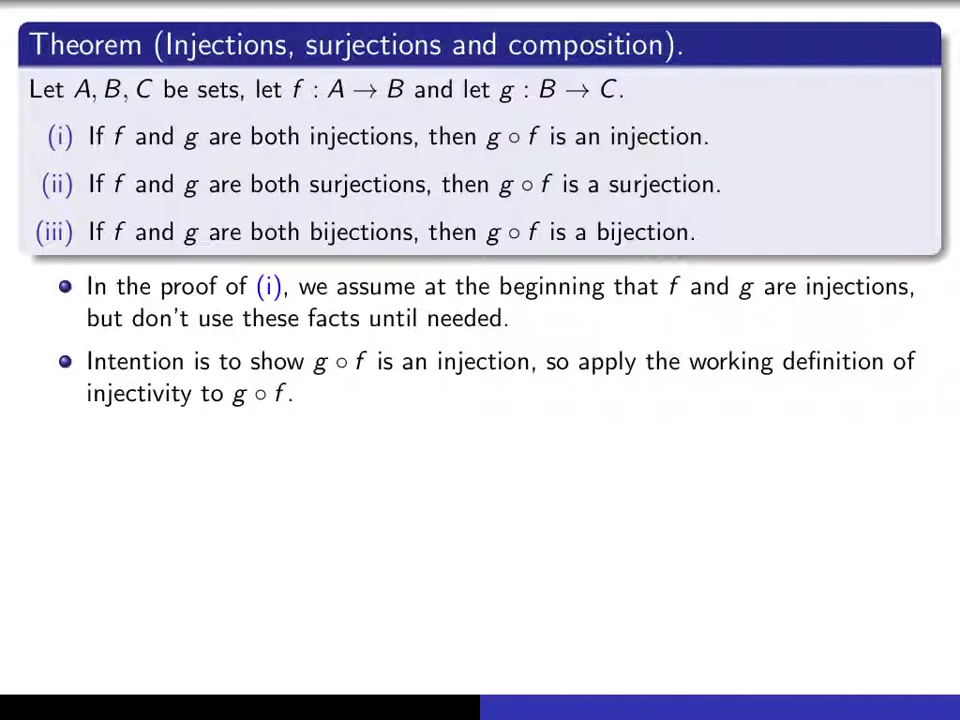 Theorem (Injections, surjections and composition).
Let A, B, C be sets, let f : A → B and let g : B → C.
(i) If f and g are both injections, then g ∘ f is an injection.
(ii) If f and g are both surjections, then g ∘ f is a surjection.
(iii) If f and g are both bijections, then g ∘ f is a bijection.
In the proof of (i), we assume at the beginning that f and g are injections,
but don't use these facts until needed.
Intention is to show g ∘ f is an injection, so apply the working definition of
injectivity to g ∘ f.